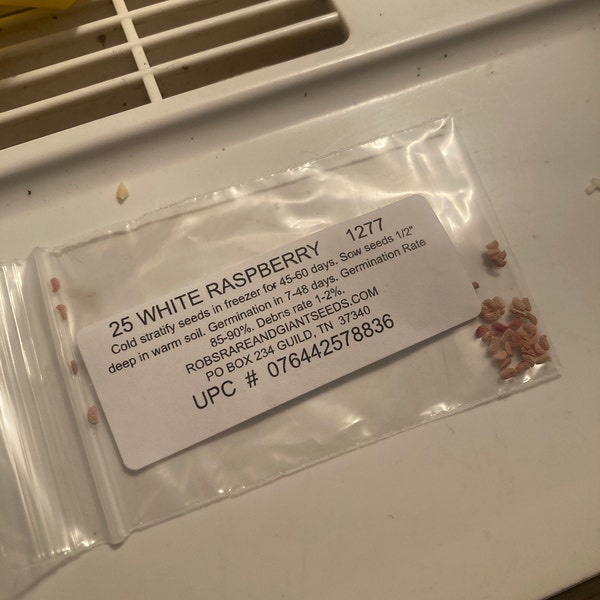 25 WHITE RASPBERRY 1277
Cold stratify seeds in freezer for 45-60 days. Sow seeds 1/2"
deep in warm soil. Germination in 7-48 days. Germination Rate
85-90%. Debris rate 1-2%.
ROBSRAREANDGIANTSEEDS.COM
PO BOX 234 GUILD, TN 37340
UPC # 076442578836